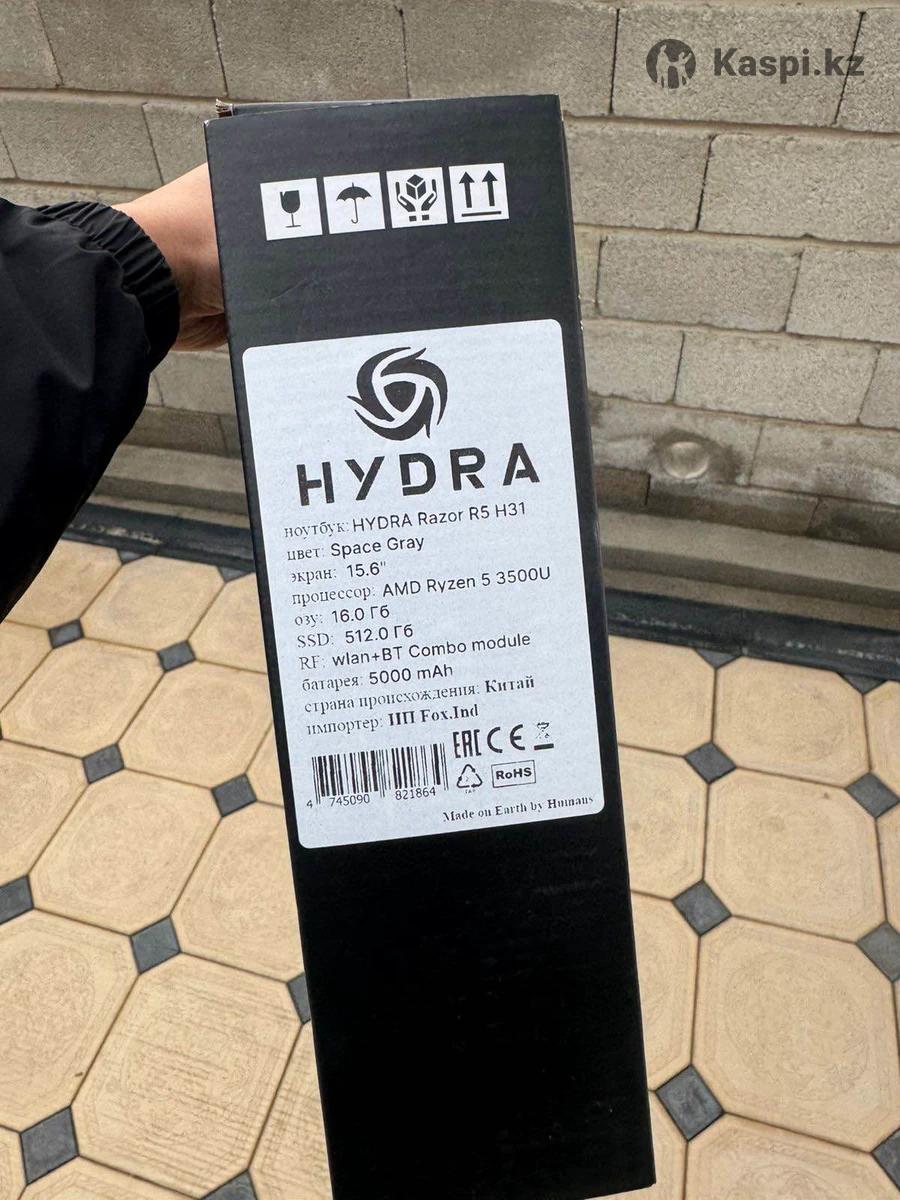 Kaspi.kz
HYDRA
ноутбук: HYDRA Razor R5 H31
цвет: Space Gray
экран: 15.6"
процессор: AMD Ryzen 5 3500U
озу: 16.0 Гб
SSD: 512.0 Гб
RF: wlan+BT Combo module
батарея: 5000 mAh
страна происхождения: Китай
импортер: ИП Fox.Ind
EAC CE
4 745090 821864
RoHS
Made on Earth by Humans